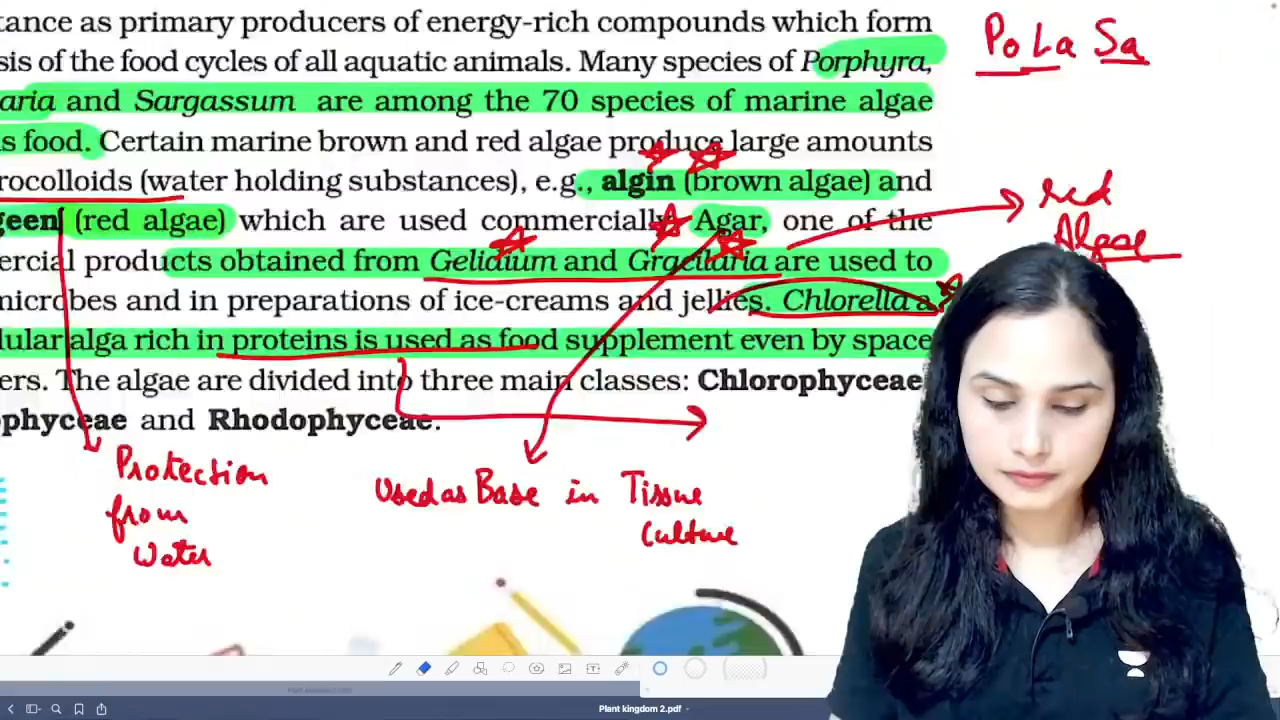 tance as primary producers of energy-rich compounds which form
sis of the food cycles of all aquatic animals. Many species of Porphyra,
aria and Sargassum are among the 70 species of marine algae
s food. Certain marine brown and red algae produce large amounts
rocolloids (water holding substances), e.g., algin (brown algae) and
geen (red algae) which are used commercially. Agar, one of the
ercial products obtained from Gelidium and Gracilaria are used to
microbes and in preparations of ice-creams and jellies. Chlorella a
lular alga rich in proteins is used as food supplement even by space
ers. The algae are divided into three main classes: Chlorophyceae
ophyceae and Rhodophyceae.
Po La Sa
red
Algae
Protection
from
Water
Used as Base in Tissue
Culture
Plant kingdom 2.pdf